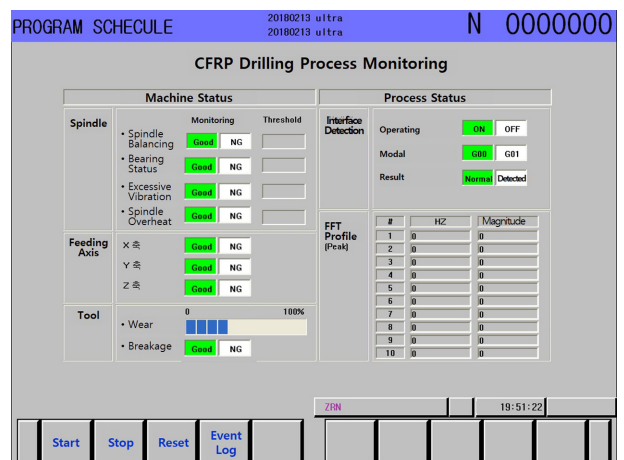 PROGRAM SCHECULE
20180213 ultra
20180213 ultra
N 0000000
CFRP Drilling Process Monitoring
Machine Status
Process Status
Spindle
Monitoring
Threshold
• Spindle Balancing
Good NG
• Bearing Status
Good NG
• Excessive Vibration
Good NG
• Spindle Overheat
Good NG
Feeding Axis
X 축 Good NG
Y 축 Good NG
Z 축 Good NG
Tool
0 100%
• Wear
• Breakage Good NG
Interface Detection
Operating ON OFF
Modal G00 G01
Result Normal Detected
FFT Profile (Peak)
# HZ Magnitude
1 0 0
2 0 0
3 0 0
4 0 0
5 0 0
6 0 0
7 0 0
8 0 0
9 0 0
10 0 0
ZRN
19:51:22
Start Stop Reset Event Log